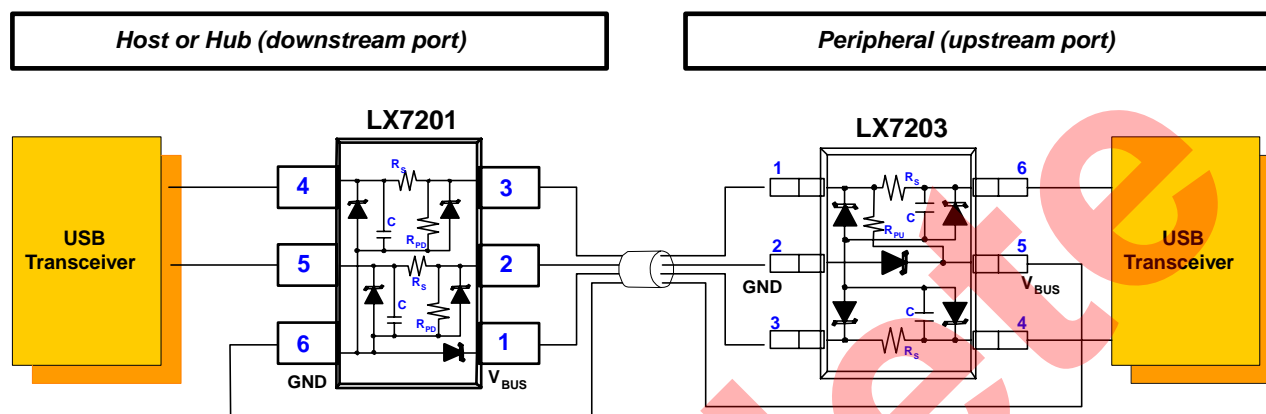 Host or Hub (downstream port)
Peripheral (upstream port)
LX7201
LX7203
USB
Transceiver
4
5
6
GND
RS
C
RPD
RS
C
RPD
3
2
1
VBUS
1
2
GND
3
RS
C
RPU
C
RS
6
5
VBUS
4
USB
Transceiver
ete